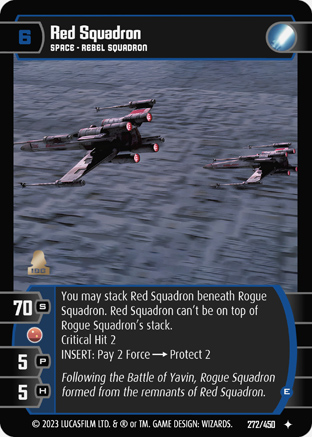 6
Red Squadron
SPACE • REBEL SQUADRON
100
70 S
You may stack Red Squadron beneath Rogue
Squadron. Red Squadron can't be on top of
Rogue Squadron's stack.
Critical Hit 2
5 P
INSERT: Pay 2 Force → Protect 2
5 H
Following the Battle of Yavin, Rogue Squadron
formed from the remnants of Red Squadron.
E
© 2023 LUCASFILM LTD. & ® or TM. GAME DESIGN: WIZARDS.
272/450